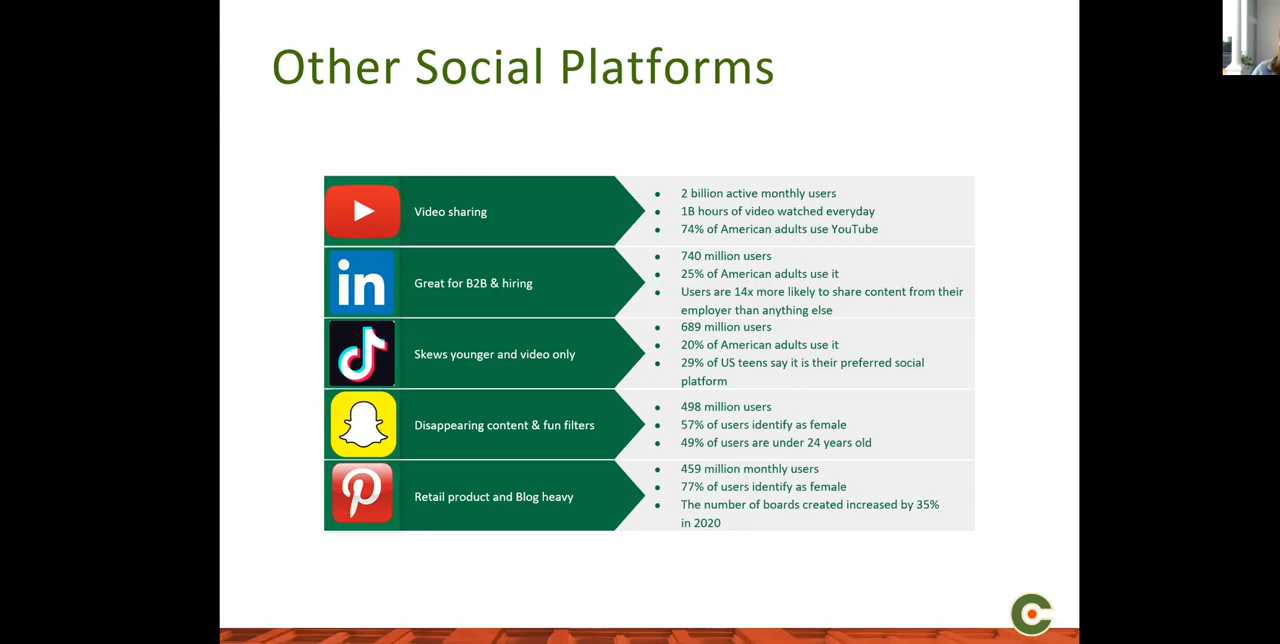 Other Social Platforms
Video sharing
2 billion active monthly users
1B hours of video watched everyday
74% of American adults use YouTube
in
Great for B2B & hiring
740 million users
25% of American adults use it
Users are 14x more likely to share content from their
employer than anything else
Skews younger and video only
689 million users
20% of American adults use it
29% of US teens say it is their preferred social
platform
Disappearing content & fun filters
498 million users
57% of users identify as female
49% of users are under 24 years old
Retail product and Blog heavy
459 million monthly users
77% of users identify as female
The number of boards created increased by 35%
in 2020